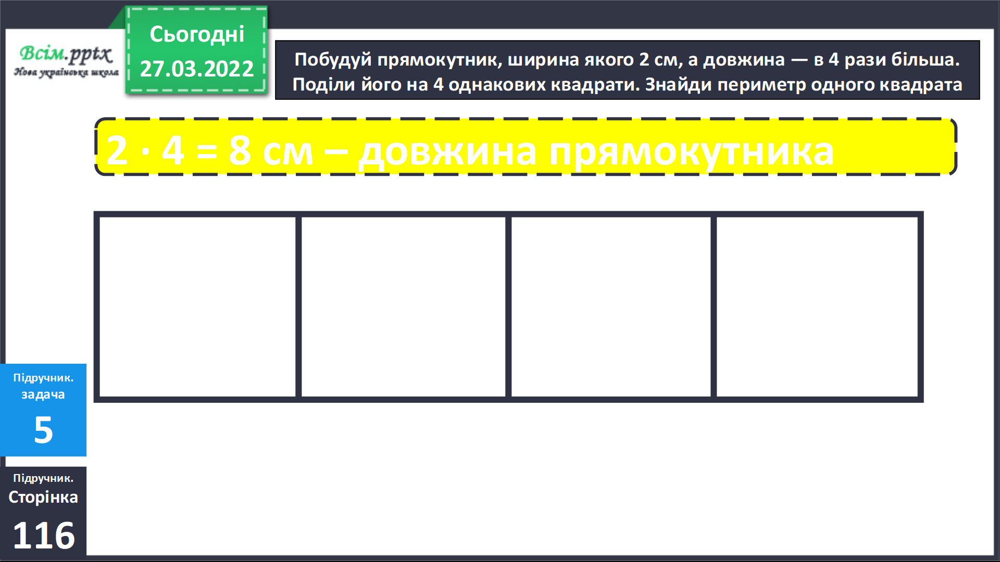 Всім.pptx
Нова українська школа
Сьогодні
27.03.2022
Побудуй прямокутник, ширина якого 2 см, а довжина — в 4 рази більша.
Поділи його на 4 однакових квадрати. Знайди периметр одного квадрата
2 · 4 = 8 см – довжина прямокутника
Підручник.
задача
5
Підручник.
Сторінка
116